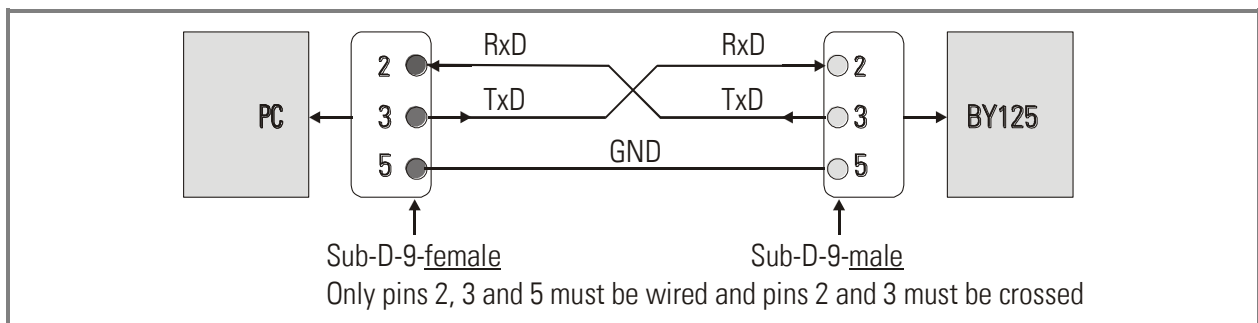 RxD RxD
2 2
TxD TxD
PC 3 3 BY125
GND
5 5
Sub-D-9-female Sub-D-9-male
Only pins 2, 3 and 5 must be wired and pins 2 and 3 must be crossed